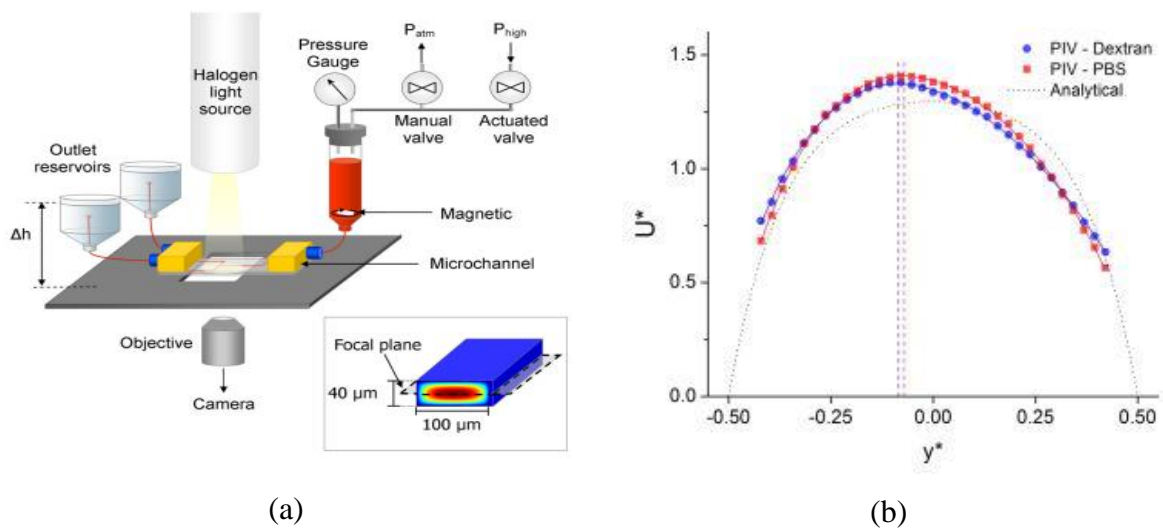 Halogen
light
source
Pressure
Gauge
P_atm
P_high
Manual
valve
Actuated
valve
Outlet
reservoirs
Δh
Magnetic
Microchannel
Objective
Camera
Focal plane
40 µm
100 µm
(a)
PIV - Dextran
PIV - PBS
Analytical
U*
1.5
1.0
0.5
0.0
-0.50
-0.25
0.00
0.25
0.50
y*
(b)